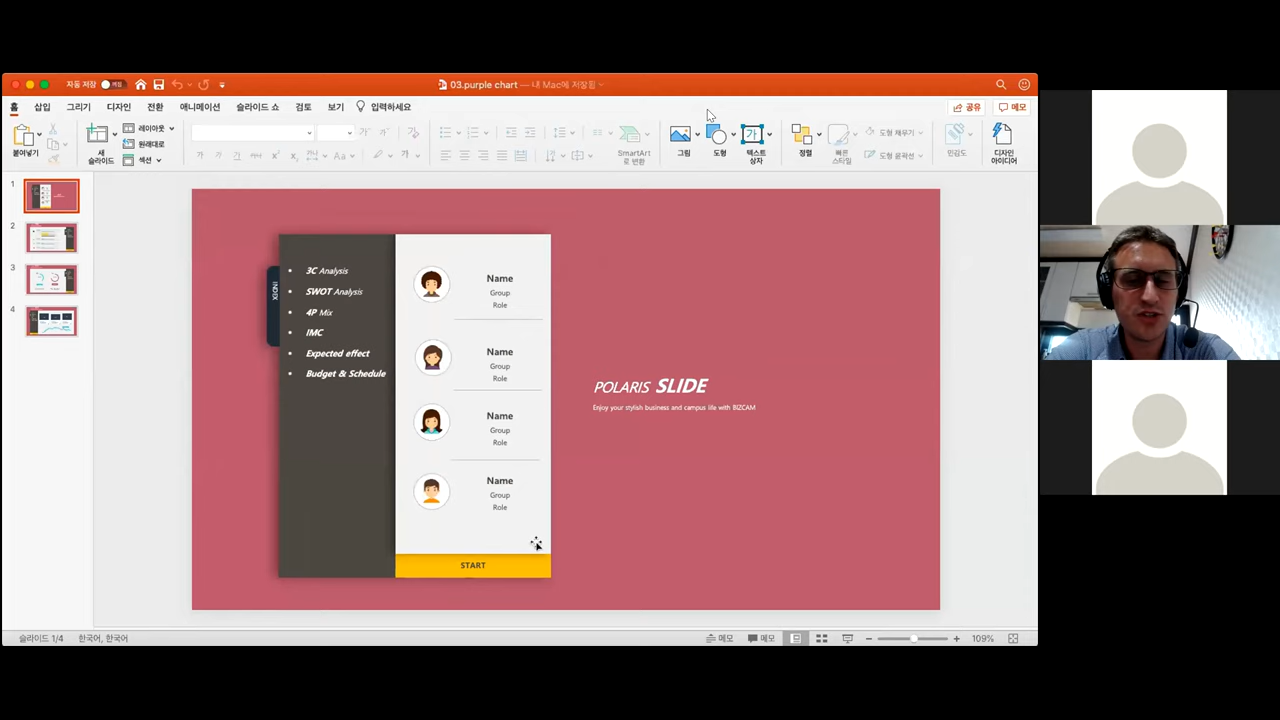 자동 저장
03.purple chart — 내 Mac에 저장됨
홈 삽입 그리기 디자인 전환 애니메이션 슬라이드 쇼 검토 보기 입력하세요
공유 메모
붙여넣기
새 슬라이드
레이아웃
원래대로
섹션
SmartArt로 변환
그림
도형
텍스트 상자
정렬
빠른 스타일
도형 채우기
도형 윤곽선
민감도
디자인 아이디어
1
2
3
4
INDEX
• 3C Analysis
• SWOT Analysis
• 4P Mix
• IMC
• Expected effect
• Budget & Schedule
Name
Group
Role
Name
Group
Role
Name
Group
Role
Name
Group
Role
START
POLARIS SLIDE
Enjoy your stylish business and campus life with BIZCAM
슬라이드 1/4 한국어, 한국어
메모 메모 109%